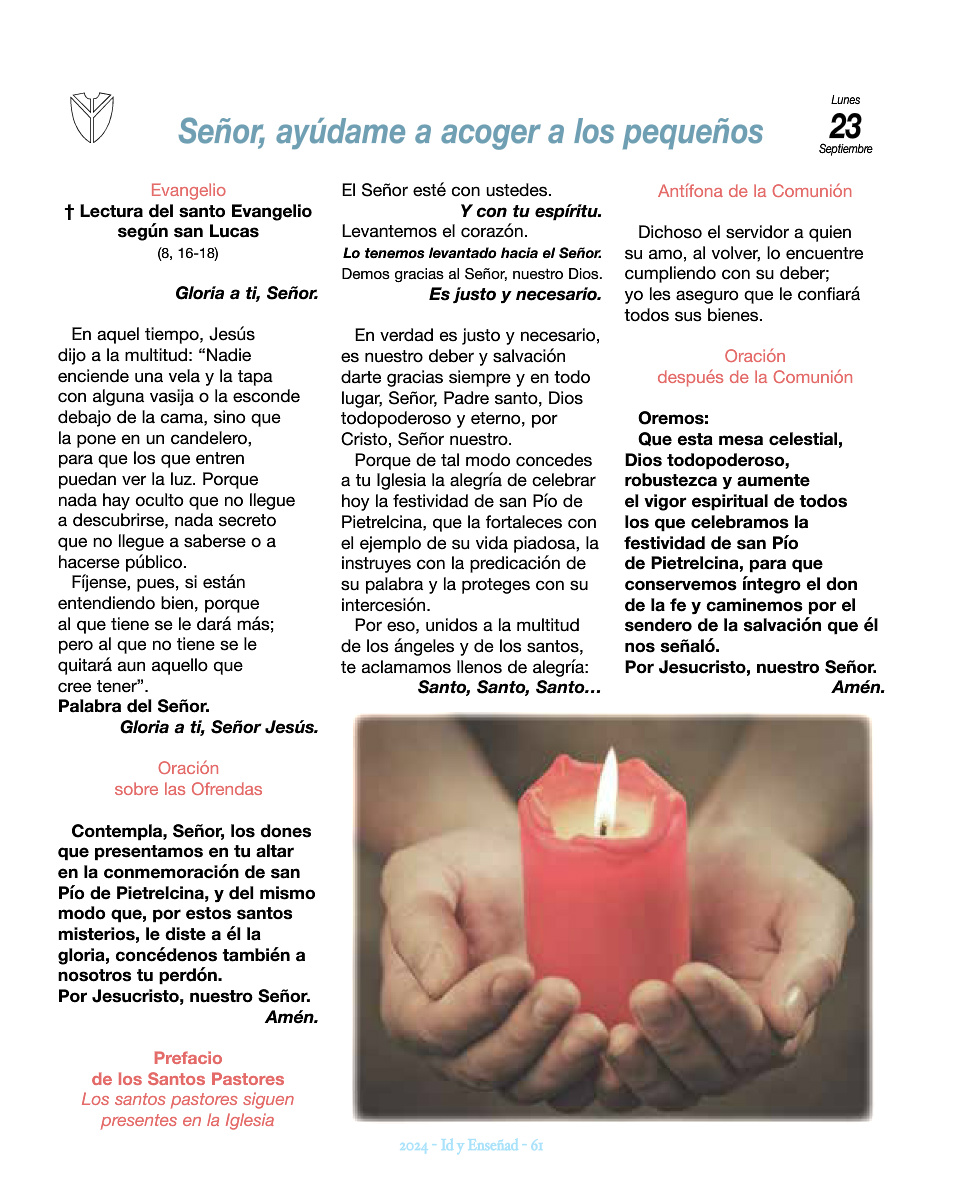 Señor, ayúdame a acoger a los pequeños
Lunes
23
Septiembre
Evangelio
† Lectura del santo Evangelio
según san Lucas
(8, 16-18)
Gloria a ti, Señor.
En aquel tiempo, Jesús
dijo a la multitud: “Nadie
enciende una vela y la tapa
con alguna vasija o la esconde
debajo de la cama, sino que
la pone en un candelero,
para que los que entren
puedan ver la luz. Porque
nada hay oculto que no llegue
a descubrirse, nada secreto
que no llegue a saberse o a
hacerse público.
Fíjense, pues, si están
entendiendo bien, porque
al que tiene se le dará más;
pero al que no tiene se le
quitará aun aquello que
cree tener”.
Palabra del Señor.
Gloria a ti, Señor Jesús.
Oración
sobre las Ofrendas
Contempla, Señor, los dones
que presentamos en tu altar
en la conmemoración de san
Pío de Pietrelcina, y del mismo
modo que, por estos santos
misterios, le diste a él la
gloria, concédenos también a
nosotros tu perdón.
Por Jesucristo, nuestro Señor.
Amén.
Prefacio
de los Santos Pastores
Los santos pastores siguen
presentes en la Iglesia
El Señor esté con ustedes.
Y con tu espíritu.
Levantemos el corazón.
Lo tenemos levantado hacia el Señor.
Demos gracias al Señor, nuestro Dios.
Es justo y necesario.
En verdad es justo y necesario,
es nuestro deber y salvación
darte gracias siempre y en todo
lugar, Señor, Padre santo, Dios
todopoderoso y eterno, por
Cristo, Señor nuestro.
Porque de tal modo concedes
a tu Iglesia la alegría de celebrar
hoy la festividad de san Pío de
Pietrelcina, que la fortaleces con
el ejemplo de su vida piadosa, la
instruyes con la predicación de
su palabra y la proteges con su
intercesión.
Por eso, unidos a la multitud
de los ángeles y de los santos,
te aclamamos llenos de alegría:
Santo, Santo, Santo…
Antífona de la Comunión
Dichoso el servidor a quien
su amo, al volver, lo encuentre
cumpliendo con su deber;
yo les aseguro que le confiará
todos sus bienes.
Oración
después de la Comunión
Oremos:
Que esta mesa celestial,
Dios todopoderoso,
robustezca y aumente
el vigor espiritual de todos
los que celebramos la
festividad de san Pío
de Pietrelcina, para que
conservemos íntegro el don
de la fe y caminemos por el
sendero de la salvación que él
nos señaló.
Por Jesucristo, nuestro Señor.
Amén.
2024 - Id y Enseñad - 61